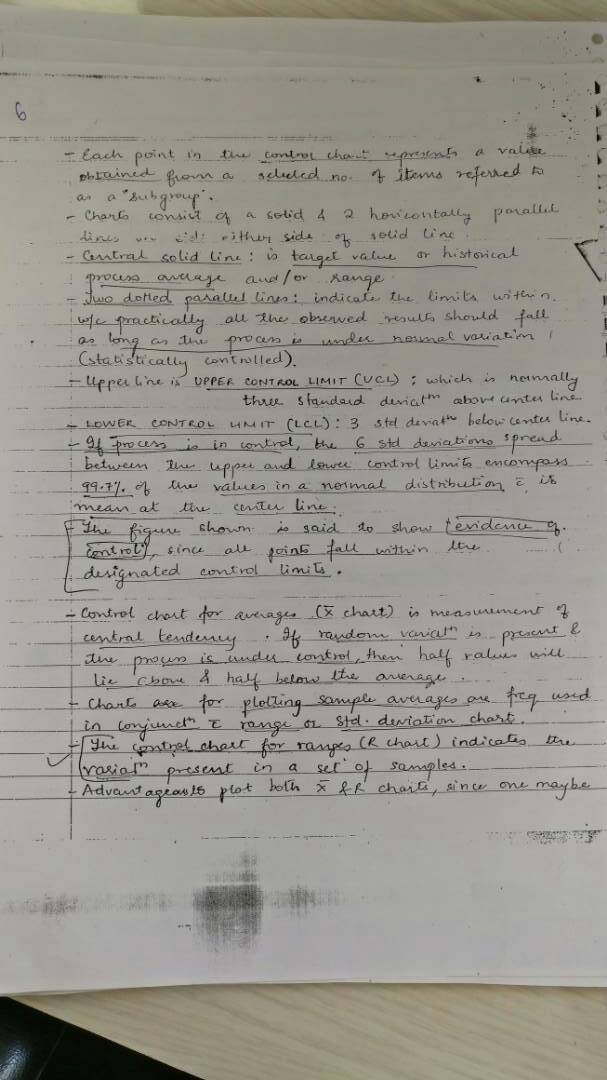 6
- Each point in the control chart represents a value
obtained from a selected no. of items referred to
as a "subgroup".
- Charts consist of a solid & 2 horizontally parallel
lines either side of solid line.
- Central solid line : is target value or historical
process average and/or range
- Two dotted parallel lines : indicate the limits within
w/c practically all the observed results should fall
as long as the process is under normal variation
(statistically controlled).
- Upper line is UPPER CONTROL LIMIT (UCL) : which is normally
three standard deviatn above center line
- LOWER CONTROL LIMIT (LCL) : 3 std deviatn below center line.
- If process is in control, the 6 std deviations spread
between the upper and lower control limits encompass
99.7% of the values in a normal distribution c̄ is
mean at the center line.
- The figure shown is said to show 'evidence of
control', since all points fall within the
designated control limits.
- Control chart for averages (x̄ chart) is measurement of
central tendency. If random variatn is present &
the process is under control, then half values will
lie above & half below the average.
- Charts for plotting sample averages are freq used
in conjunctn c̄ range or std. deviation chart.
- The control chart for ranges (R chart) indicates the
variatn present in a set of samples.
- Advantageous to plot both x̄ & R charts, since one maybe